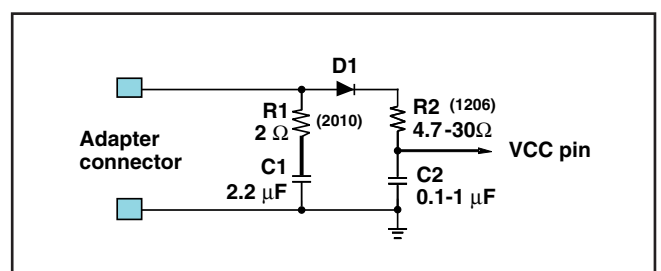 D1
R1
2 Ω
(2010)
R2 (1206)
4.7-30Ω
Adapter
connector
VCC pin
C1
2.2 μF
C2
0.1-1 μF